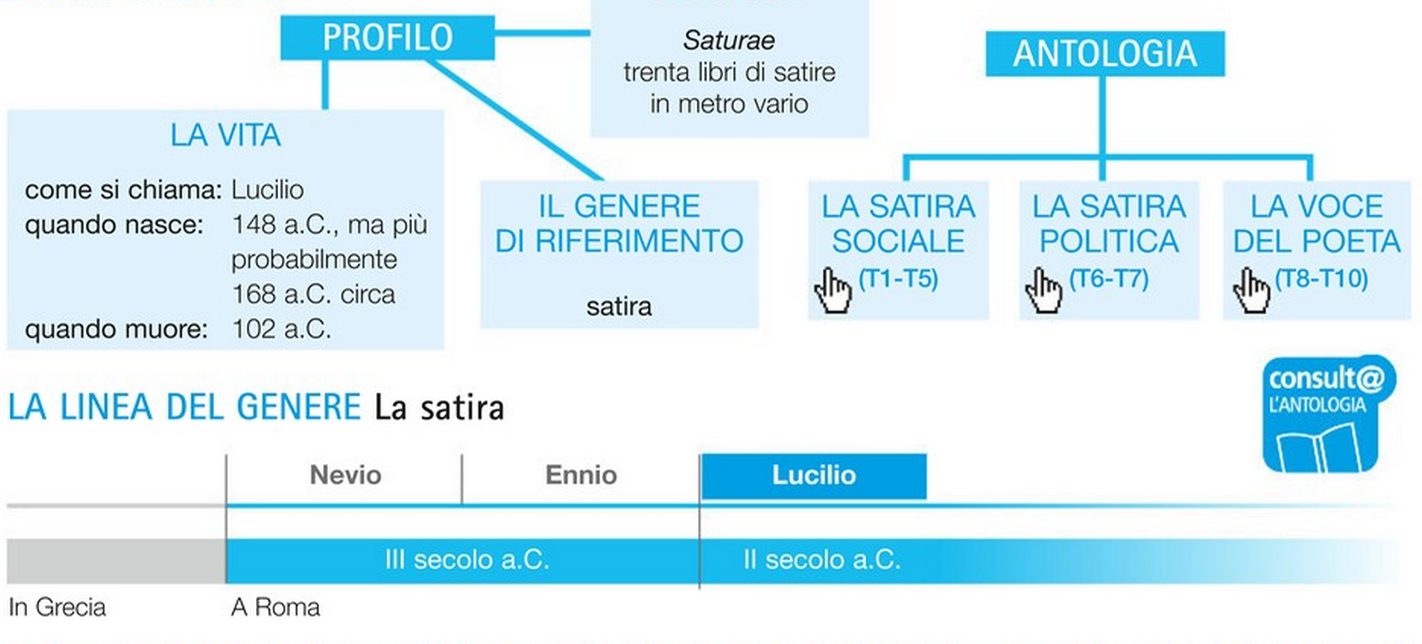 PROFILO
Saturae
trenta libri di satire
in metro vario
LA VITA
come si chiama: Lucilio
quando nasce: 148 a.C., ma più
probabilmente
168 a.C. circa
quando muore: 102 a.C.
IL GENERE
DI RIFERIMENTO
satira
ANTOLOGIA
LA SATIRA
SOCIALE
(T1-T5)
LA SATIRA
POLITICA
(T6-T7)
LA VOCE
DEL POETA
(T8-T10)
consult@
L'ANTOLOGIA
LA LINEA DEL GENERE La satira
Nevio Ennio Lucilio
III secolo a.C. II secolo a.C.
In Grecia A Roma